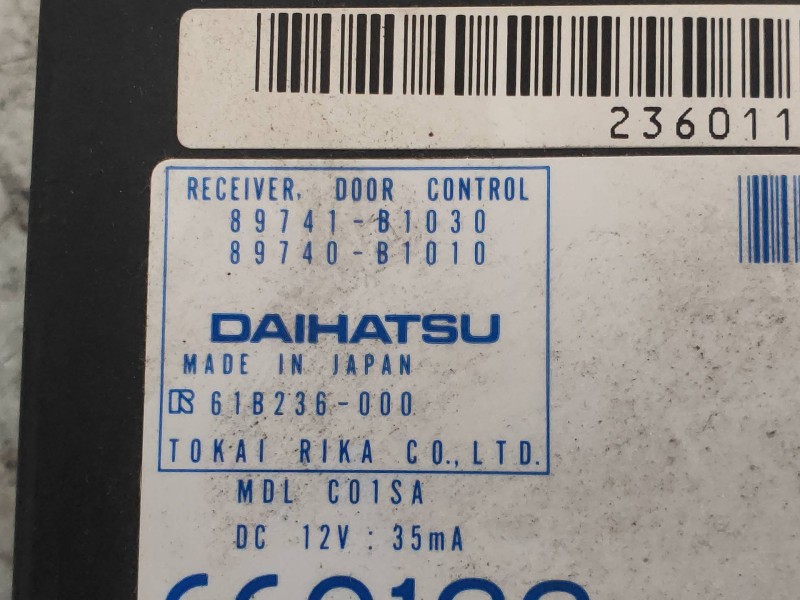 236011
RECEIVER, DOOR CONTROL
89741-B1030
89740-B1010
DAIHATSU
MADE IN JAPAN
61B236-000
TOKAI RIKA CO.,LTD.
MDL C01SA
DC 12V : 35mA